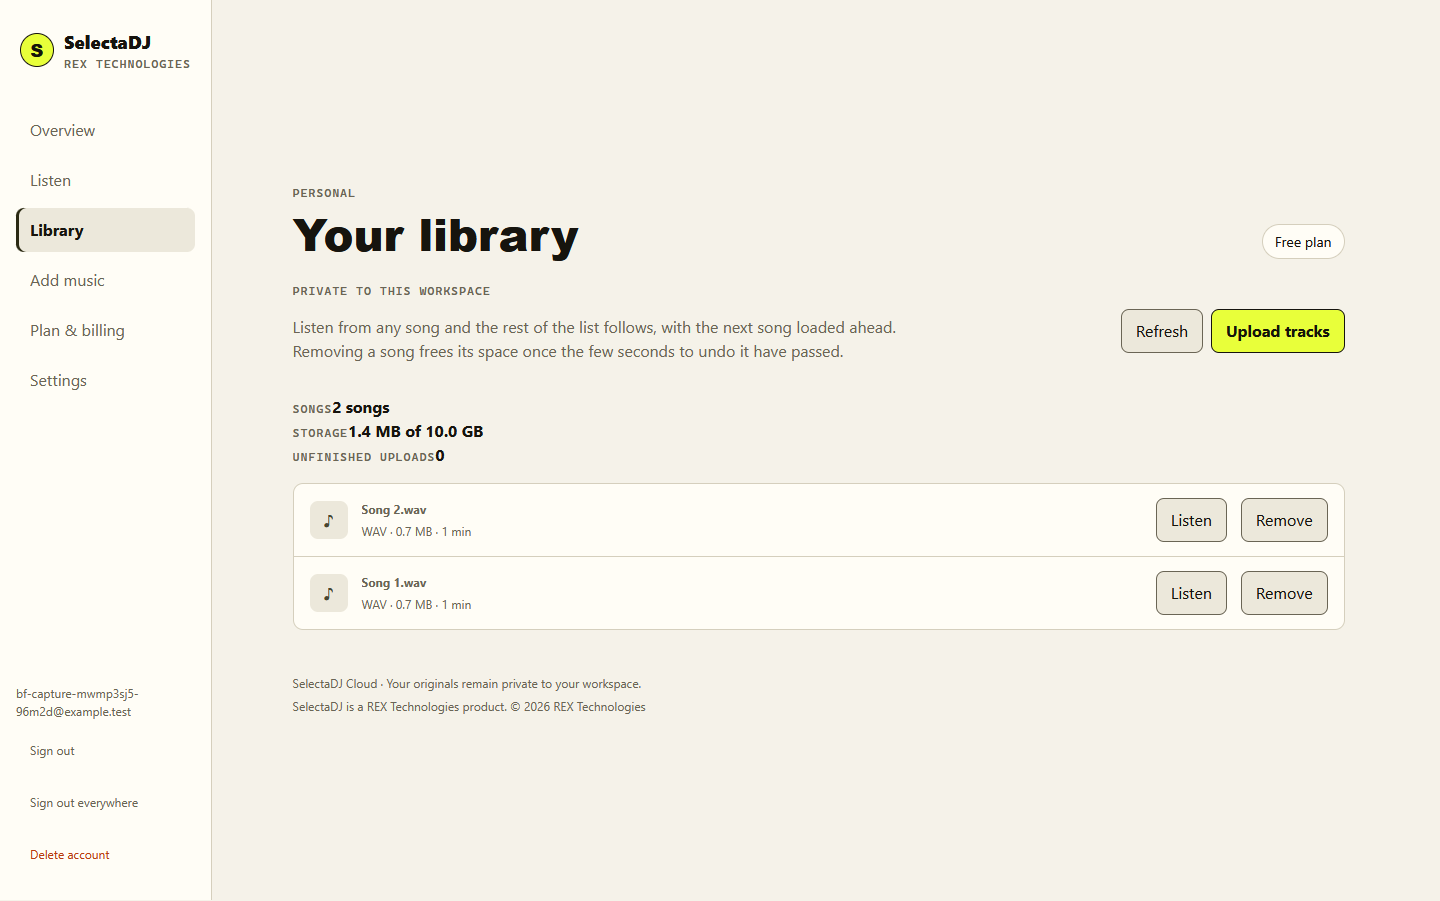 S
SelectaDJ
REX TECHNOLOGIES
Overview
Listen
Library
Add music
Plan & billing
Settings
bf-capture-mwmp3sj5-
96m2d@example.test
Sign out
Sign out everywhere
Delete account
PERSONAL
Your library
Free plan
PRIVATE TO THIS WORKSPACE
Listen from any song and the rest of the list follows, with the next song loaded ahead.
Removing a song frees its space once the few seconds to undo it have passed.
Refresh
Upload tracks
SONGS2 songs
STORAGE1.4 MB of 10.0 GB
UNFINISHED UPLOADS0
Song 2.wav
WAV · 0.7 MB · 1 min
Listen
Remove
Song 1.wav
WAV · 0.7 MB · 1 min
Listen
Remove
SelectaDJ Cloud · Your originals remain private to your workspace.
SelectaDJ is a REX Technologies product. © 2026 REX Technologies